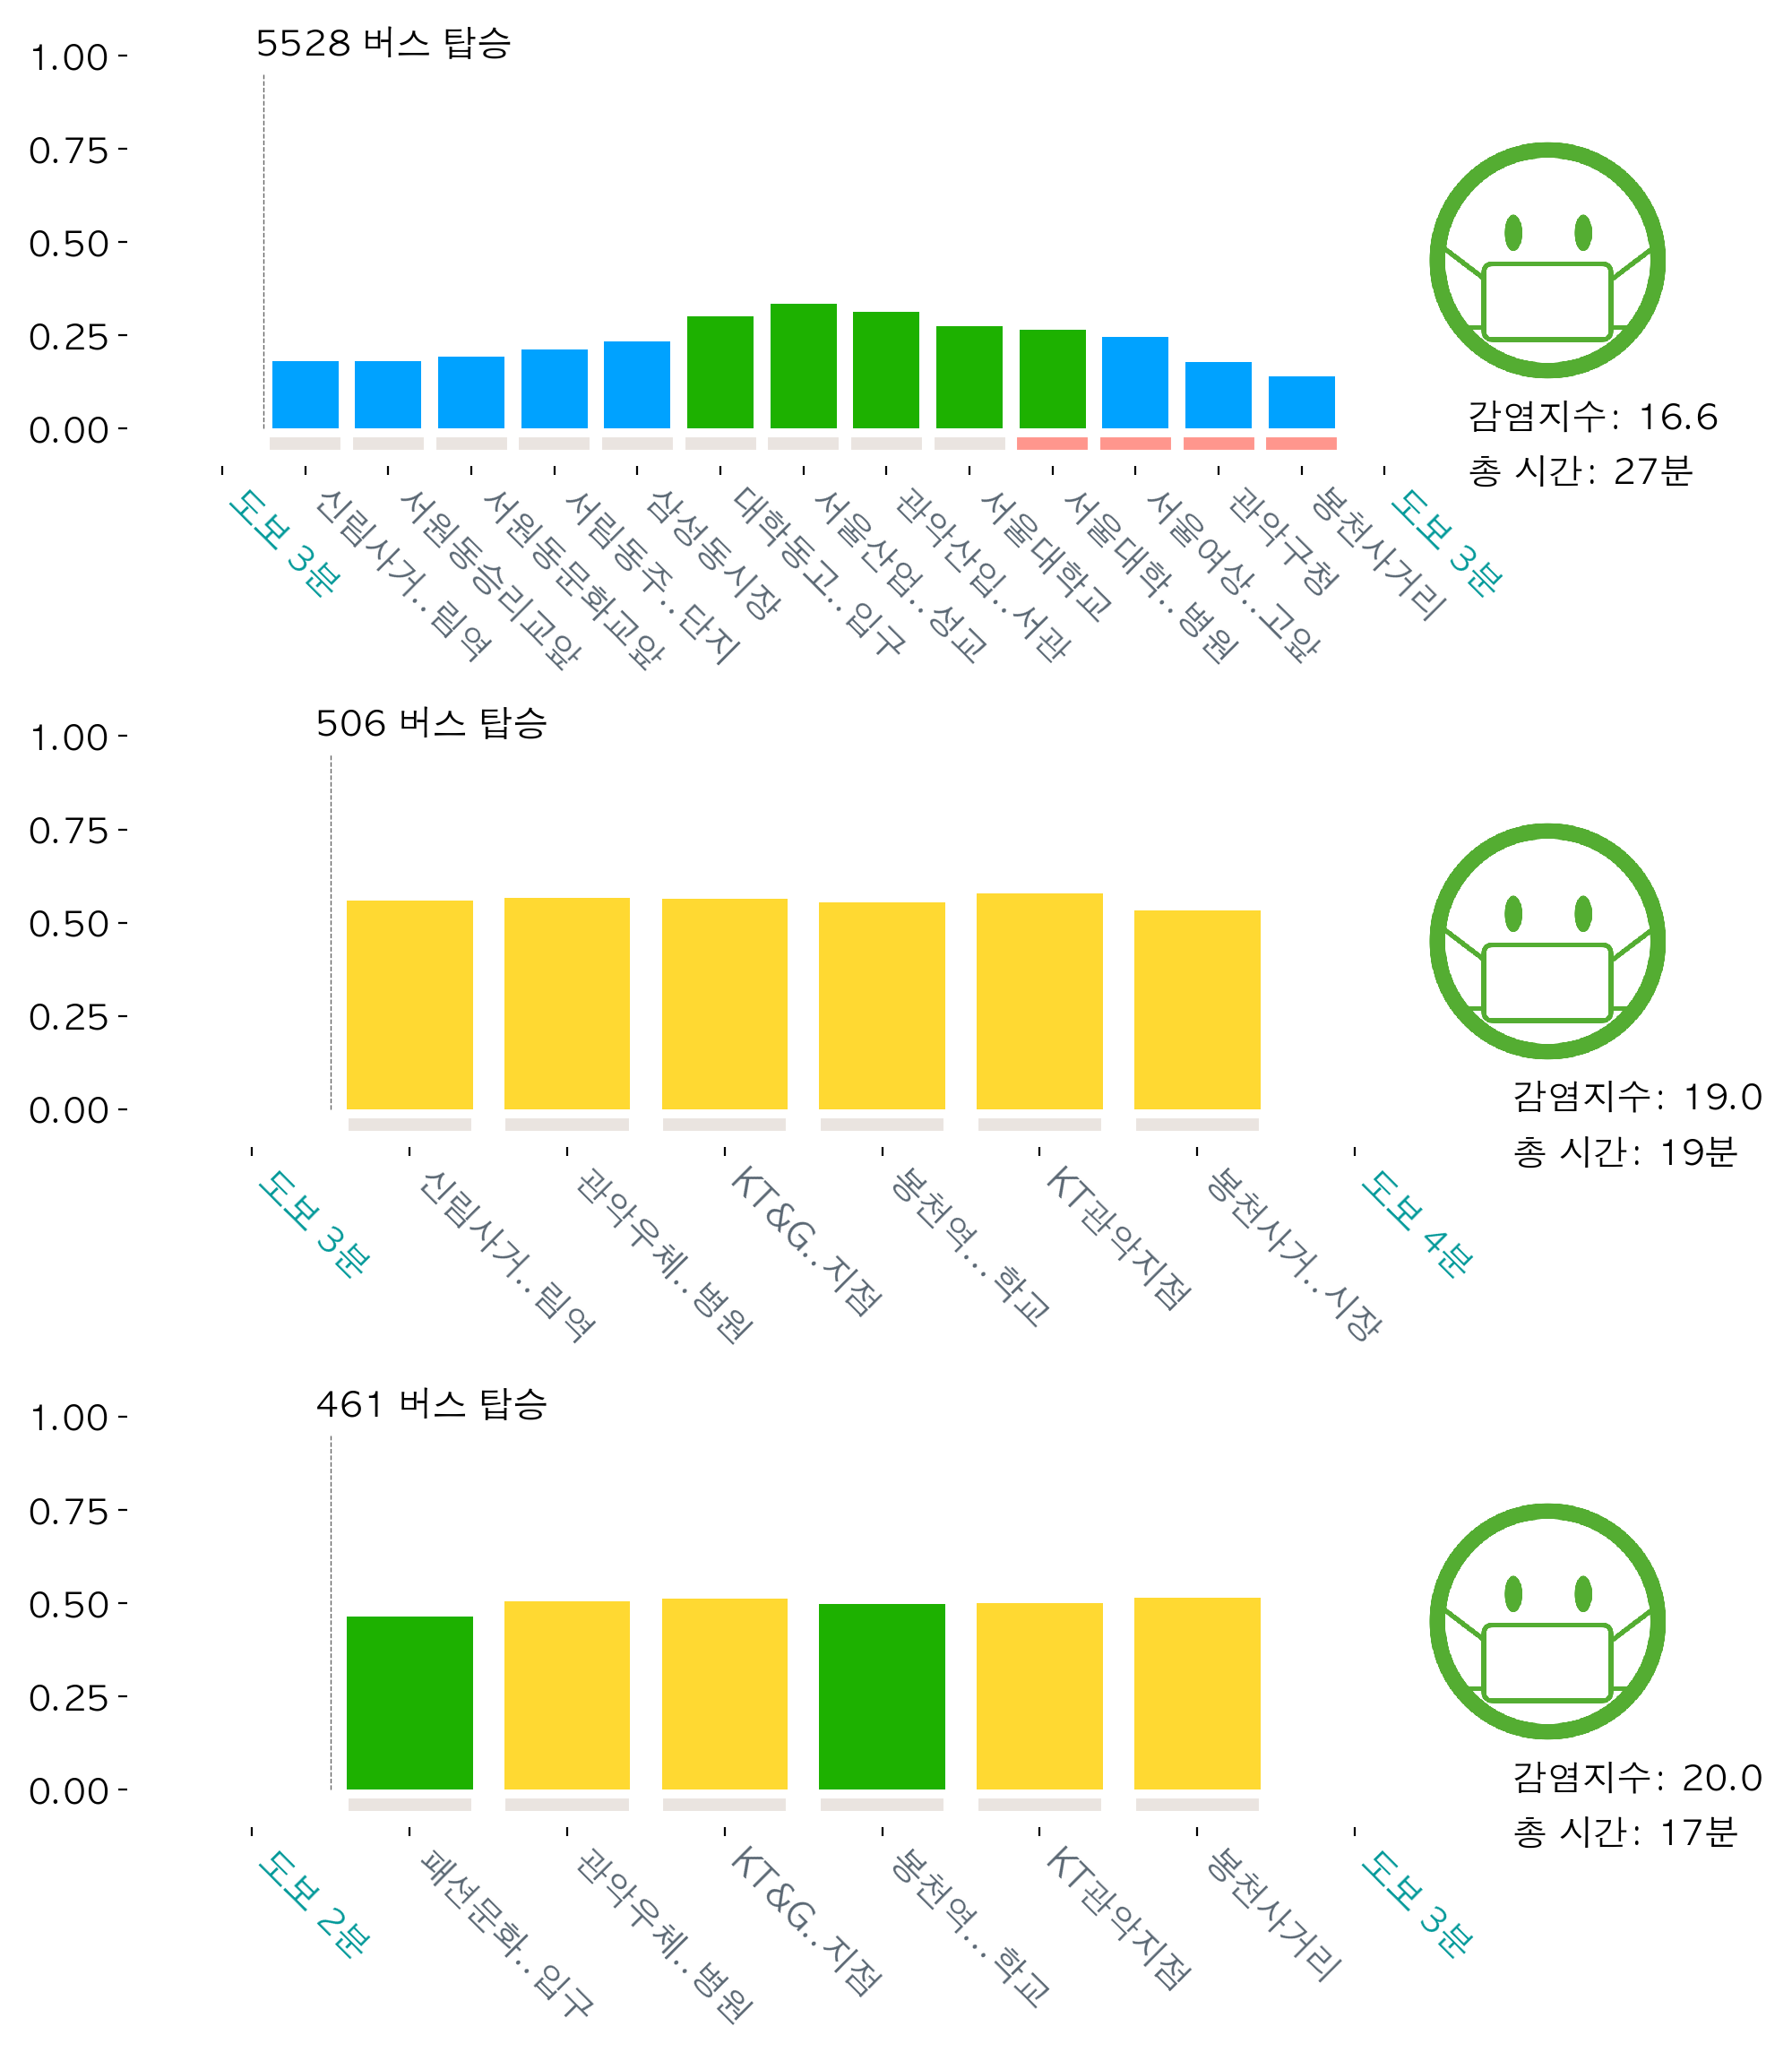 5528 버스 탑승
1.00
0.75
0.50
0.25
0.00
감염지수: 16.6
총 시간: 27분
도보 3분
신림사거..림역
서원동승리교앞
서원동문화교앞
서림동주..단지
삼성동시장
대학동고..입구
서울산업..성교
관악산입..서관
서울대학교
서울대학..병원
서울여상..고앞
관악구청
봉천사거리
도보 3분
506 버스 탑승
1.00
0.75
0.50
0.25
0.00
감염지수: 19.0
총 시간: 19분
도보 3분
신림사거..림역
관악우체..병원
KT&G..지점
봉천역...학교
KT관악지점
봉천사거..시장
도보 4분
461 버스 탑승
1.00
0.75
0.50
0.25
0.00
감염지수: 20.0
총 시간: 17분
도보 2분
패션문화..입구
관악우체..병원
KT&G..지점
봉천역...학교
KT관악지점
봉천사거리
도보 3분